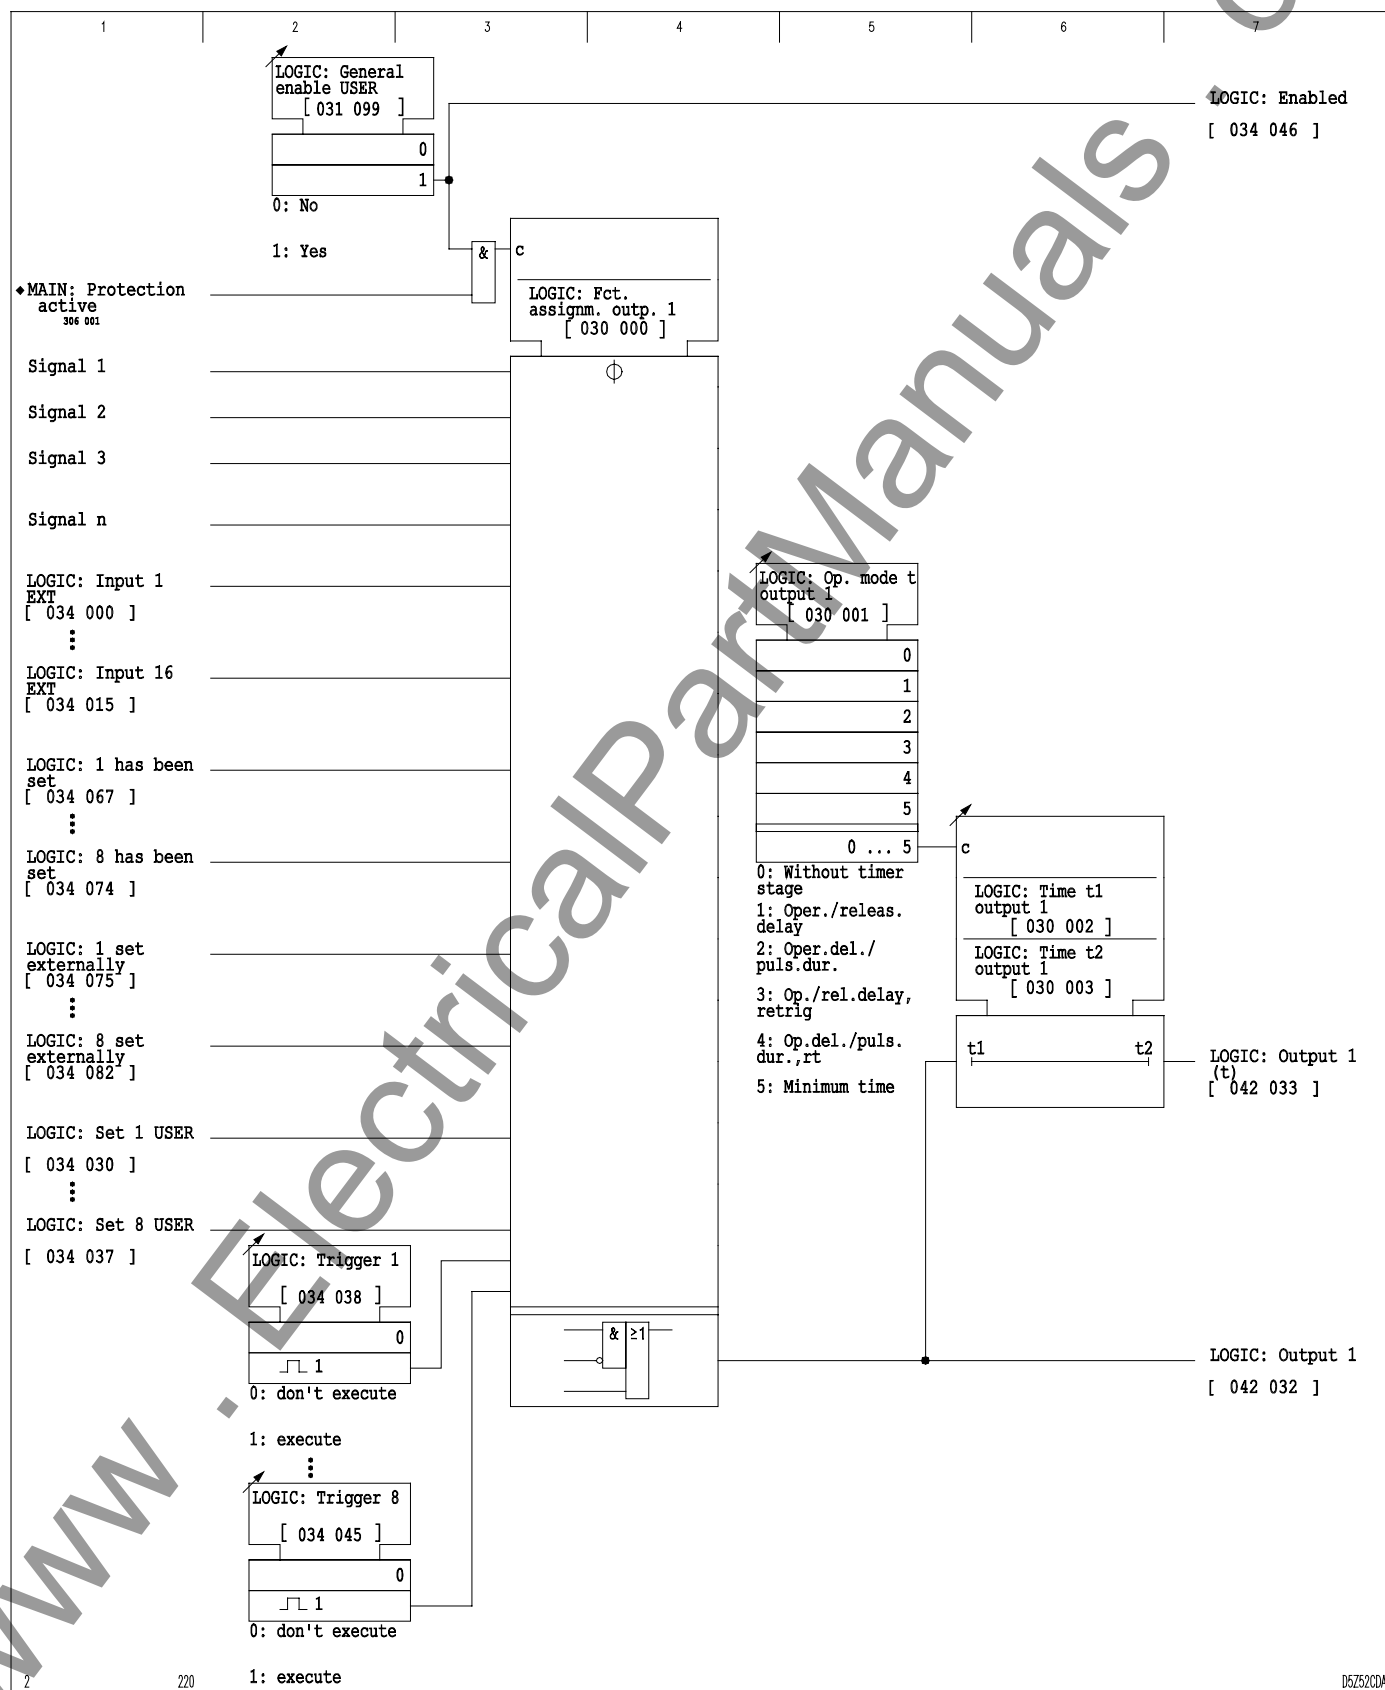 1 2 3 4 5 6 7
LOGIC: General
enable USER
[ 031 099 ]
0
1
0: No
1: Yes
LOGIC: Enabled
[ 034 046 ]
&
c
LOGIC: Fct.
assignm. outp. 1
[ 030 000 ]
◆MAIN: Protection
active
306 001
Signal 1
Signal 2
Signal 3
Signal n
LOGIC: Input 1
EXT
[ 034 000 ]
LOGIC: Input 16
EXT
[ 034 015 ]
LOGIC: 1 has been
set
[ 034 067 ]
LOGIC: 8 has been
set
[ 034 074 ]
LOGIC: 1 set
externally
[ 034 075 ]
LOGIC: 8 set
externally
[ 034 082 ]
LOGIC: Set 1 USER
[ 034 030 ]
LOGIC: Set 8 USER
[ 034 037 ]
LOGIC: Trigger 1
[ 034 038 ]
0
1
0: don't execute
1: execute
LOGIC: Trigger 8
[ 034 045 ]
0
1
0: don't execute
1: execute
& ≥1
LOGIC: Op. mode t
output 1
[ 030 001 ]
0
1
2
3
4
5
0 ... 5
0: Without timer
stage
1: Oper./releas.
delay
2: Oper.del./
puls.dur.
3: Op./rel.delay,
retrig
4: Op.del./puls.
dur.,rt
5: Minimum time
c
LOGIC: Time t1
output 1
[ 030 002 ]
LOGIC: Time t2
output 1
[ 030 003 ]
t1 t2
LOGIC: Output 1
(t)
[ 042 033 ]
LOGIC: Output 1
[ 042 032 ]
2 220 D5Z52CDA
www . ElectricalPartManuals .